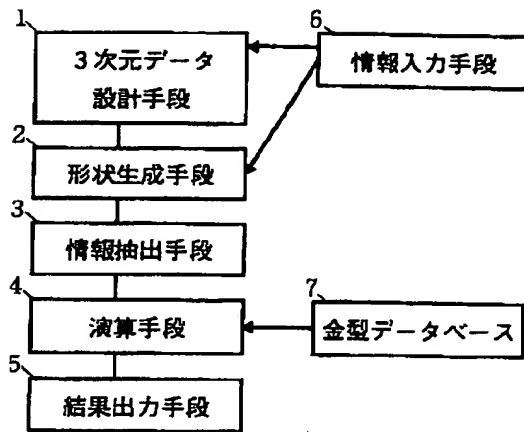 1
3次元データ
設計手段
6
情報入力手段
2
形状生成手段
3
情報抽出手段
4
演算手段
7
金型データベース
5
結果出力手段